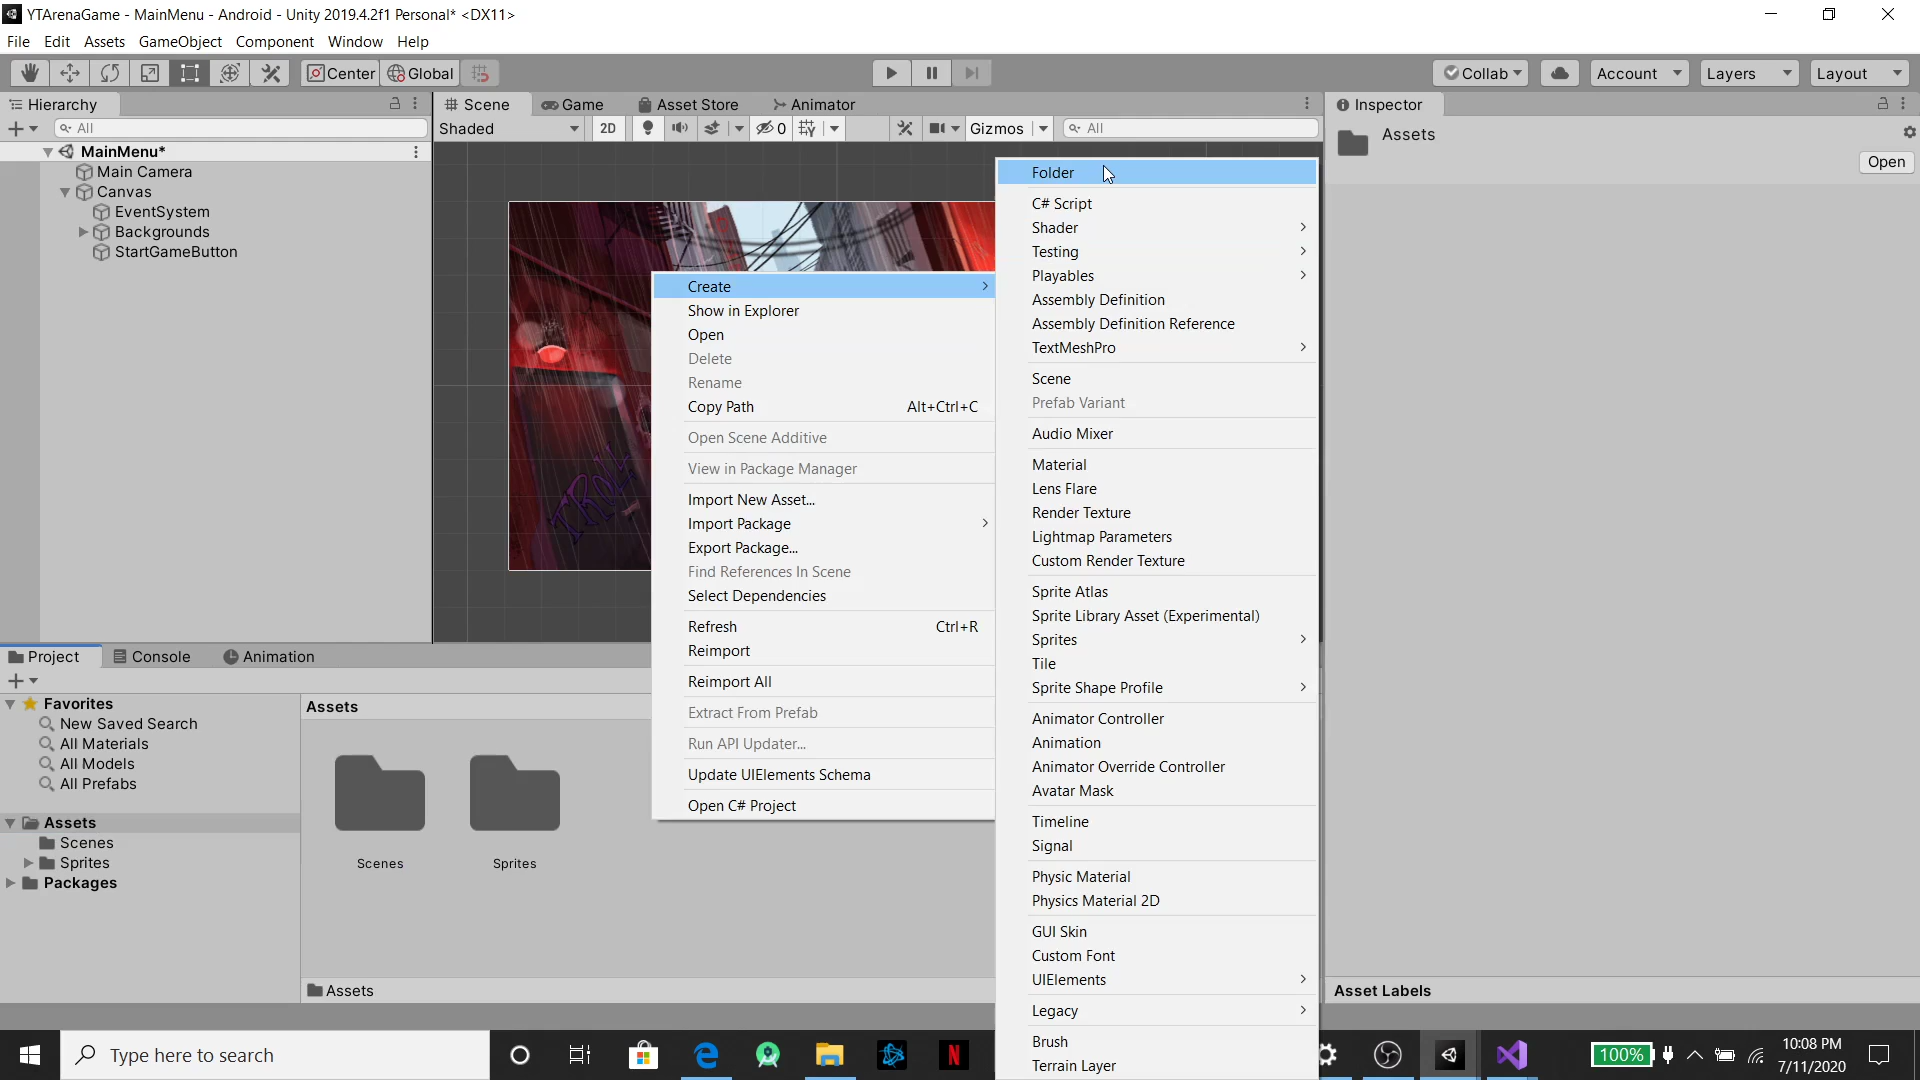 YTArenaGame - MainMenu - Android - Unity 2019.4.2f1 Personal* <DX11>
File Edit Assets GameObject Component Window Help
Center Global Collab Account Layers Layout
Hierarchy
All
MainMenu*
Main Camera
Canvas
EventSystem
Backgrounds
StartGameButton
Scene Game Asset Store Animator
Shaded 2D 0 Gizmos All
TROLL
Inspector
Assets
Open
Create
Show in Explorer
Open
Delete
Rename
Copy Path Alt+Ctrl+C
Open Scene Additive
View in Package Manager
Import New Asset...
Import Package
Export Package...
Find References In Scene
Select Dependencies
Refresh Ctrl+R
Reimport
Reimport All
Extract From Prefab
Run API Updater...
Update UIElements Schema
Open C# Project
Folder
C# Script
Shader
Testing
Playables
Assembly Definition
Assembly Definition Reference
TextMeshPro
Scene
Prefab Variant
Audio Mixer
Material
Lens Flare
Render Texture
Lightmap Parameters
Custom Render Texture
Sprite Atlas
Sprite Library Asset (Experimental)
Sprites
Tile
Sprite Shape Profile
Animator Controller
Animation
Animator Override Controller
Avatar Mask
Timeline
Signal
Physic Material
Physics Material 2D
GUI Skin
Custom Font
UIElements
Legacy
Brush
Terrain Layer
Project Console Animation
Favorites
New Saved Search
All Materials
All Models
All Prefabs
Assets
Scenes
Sprites
Packages
Assets
Scenes Sprites
Assets
Asset Labels
Type here to search
N
100%
10:08 PM
7/11/2020